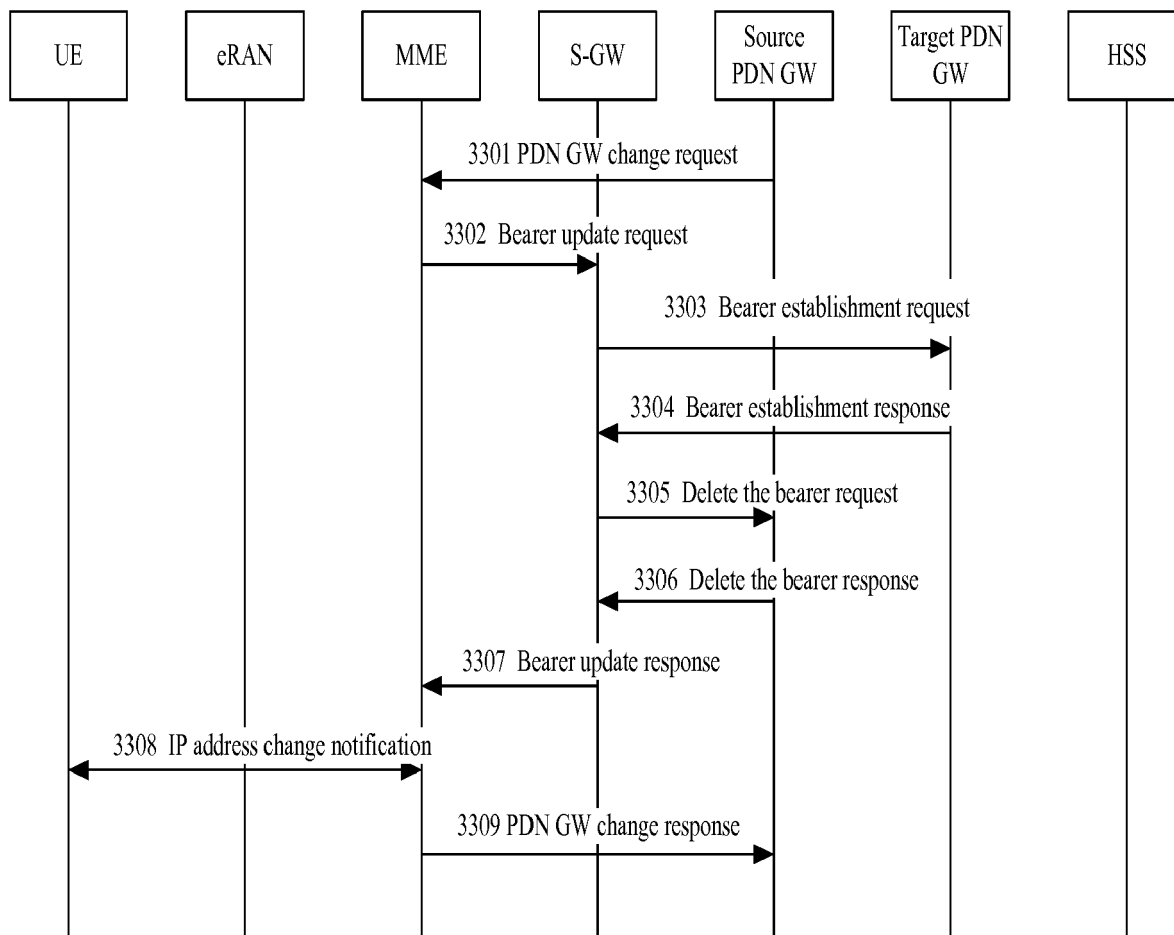 UE
eRAN
MME
S-GW
Source
PDN GW
Target PDN
GW
HSS
3301 PDN GW change request
3302 Bearer update request
3303 Bearer establishment request
3304 Bearer establishment response
3305 Delete the bearer request
3306 Delete the bearer response
3307 Bearer update response
3308 IP address change notification
3309 PDN GW change response